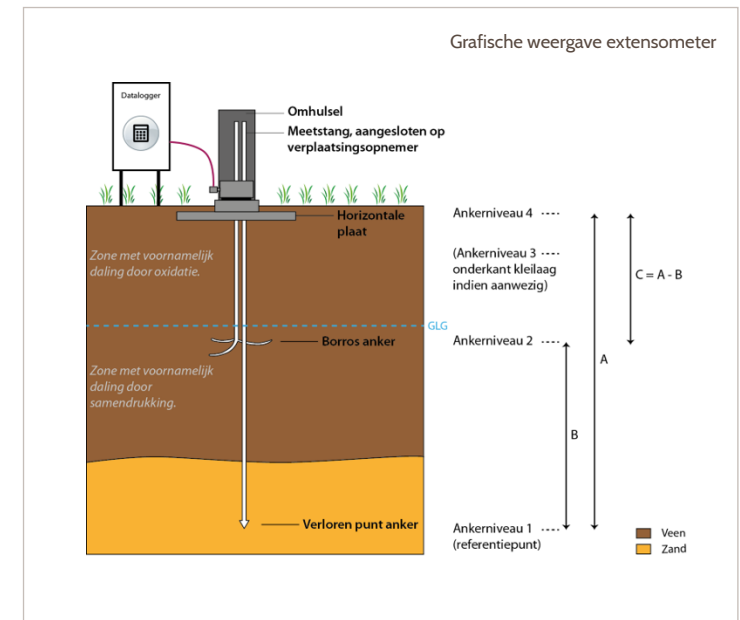 Grafische weergave extensometer
Datalogger
Omhulsel
Meetstang, aangesloten op
verplaatsingsopnemer
Horizontale
plaat
Zone met voornamelijk
daling door oxidatie.
GLG
Borros anker
Zone met voornamelijk
daling door
samendrukking.
Verloren punt anker
Ankerniveau 4
(Ankerniveau 3
onderkant kleilaag
indien aanwezig)
Ankerniveau 2
Ankerniveau 1
(referentiepunt)
C = A - B
A
B
Veen
Zand